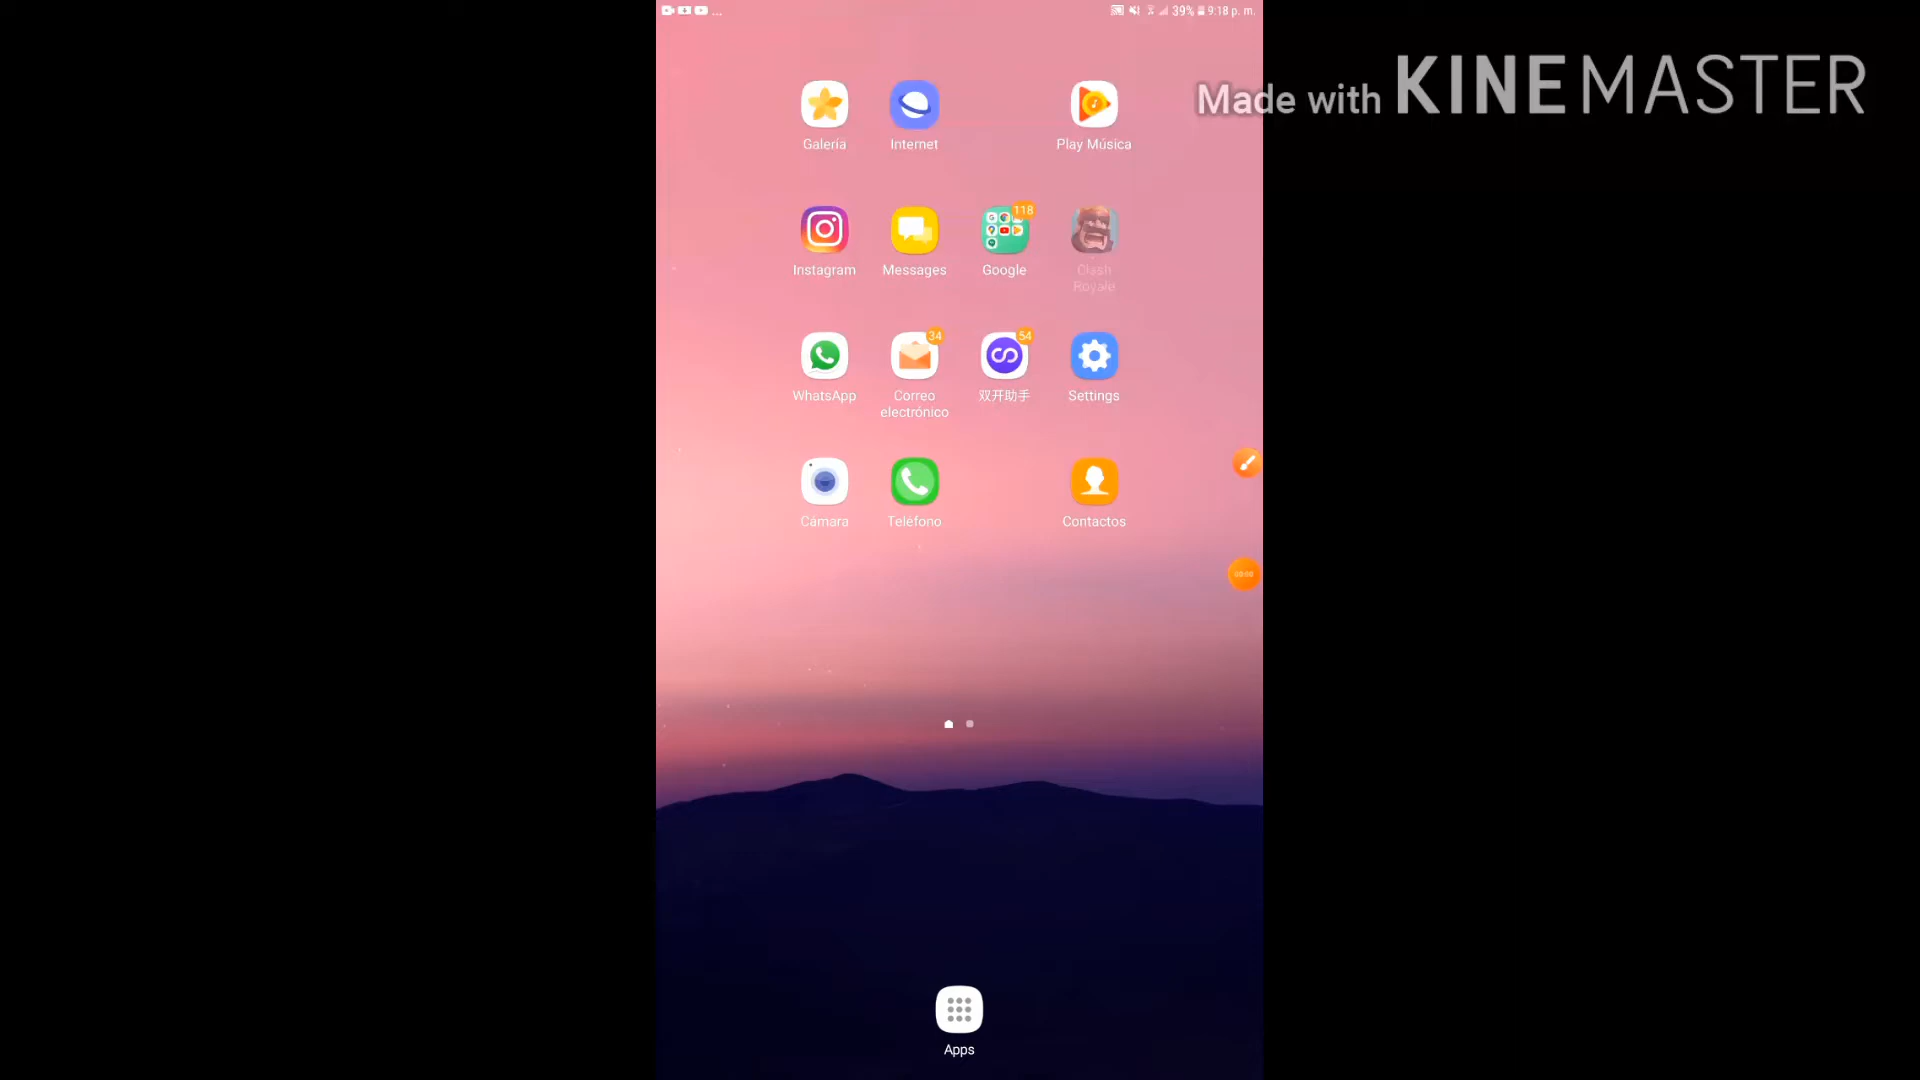 ... 39% 9:18 p. m.
Made with KINEMASTER
Galería Internet Play Música
118
Instagram Messages Google Clash
Royale
34 54
WhatsApp Correo 双开助手 Settings
electrónico
Cámara Teléfono Contactos
Apps